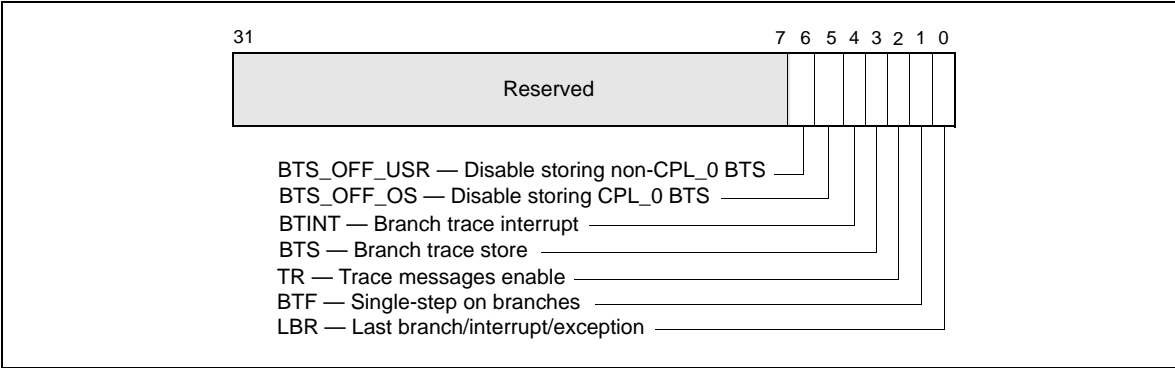 31 7 6 5 4 3 2 1 0
Reserved
BTS_OFF_USR — Disable storing non-CPL_0 BTS
BTS_OFF_OS — Disable storing CPL_0 BTS
BTINT — Branch trace interrupt
BTS — Branch trace store
TR — Trace messages enable
BTF — Single-step on branches
LBR — Last branch/interrupt/exception